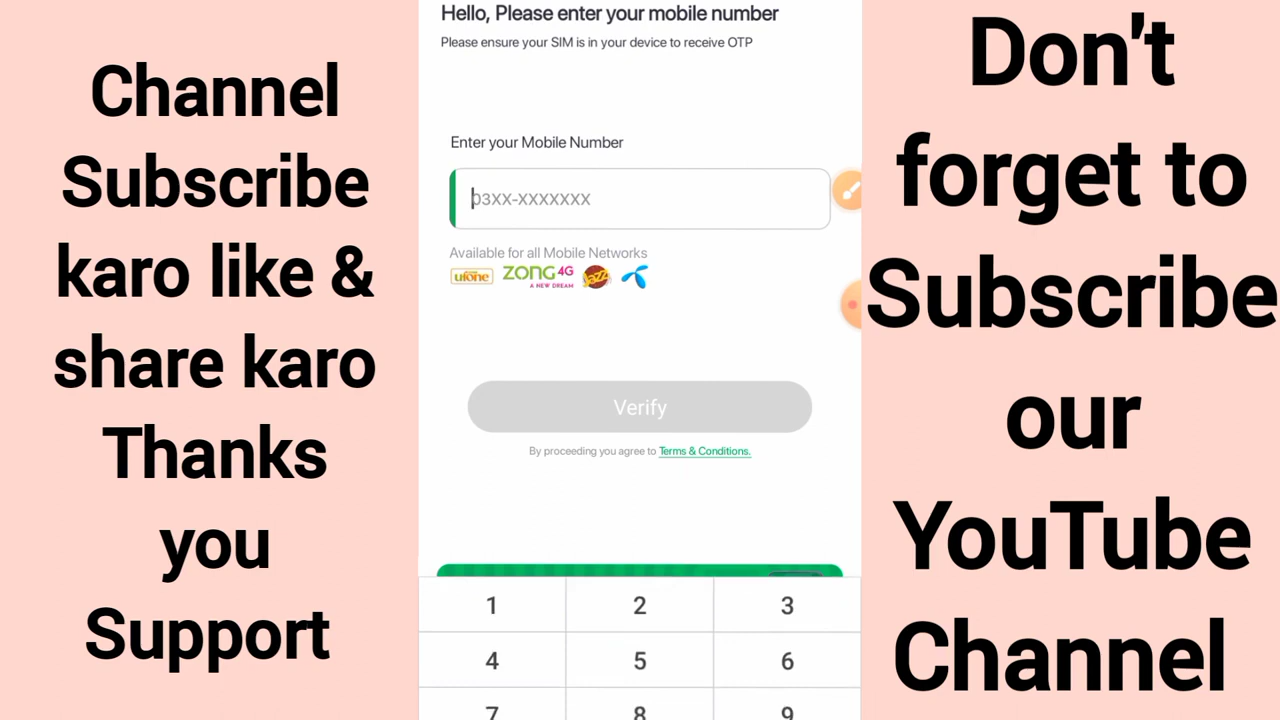 Channel
Subscribe
karo like &
share karo
Thanks
you
Support
Hello, Please enter your mobile number
Please ensure your SIM is in your device to receive OTP
Enter your Mobile Number
03XX-XXXXXXX
Available for all Mobile Networks
ufone ZONG 4G Jazz
A NEW DREAM
Verify
By proceeding you agree to Terms & Conditions.
1 2 3
4 5 6
7 8 9
Don't
forget to
Subscribe
our
YouTube
Channel